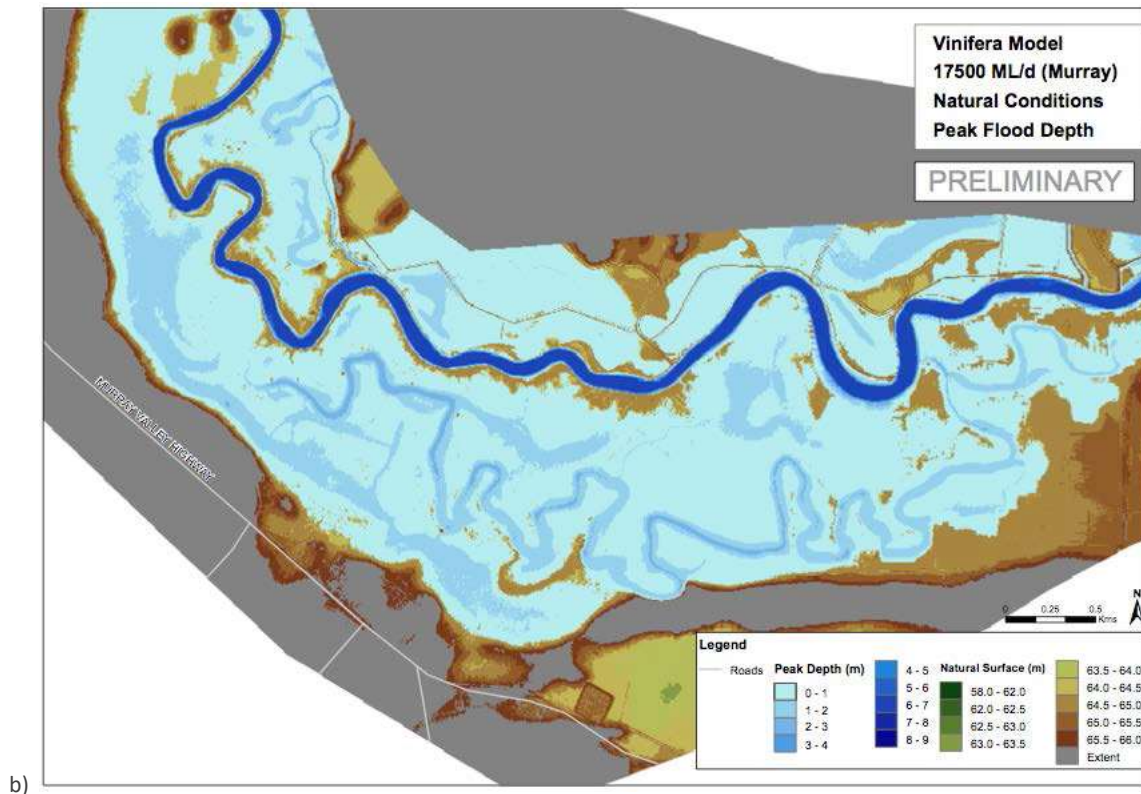 Vinifera Model
17500 ML/d (Murray)
Natural Conditions
Peak Flood Depth
PRELIMINARY
MURRAY VALLEY HIGHWAY
N
0 0.25 0.5
Kms
Legend
Roads
Peak Depth (m)
0 - 1
1 - 2
2 - 3
3 - 4
4 - 5
5 - 6
6 - 7
7 - 8
8 - 9
Natural Surface (m)
58.0 - 62.0
62.0 - 62.5
62.5 - 63.0
63.0 - 63.5
63.5 - 64.0
64.0 - 64.5
64.5 - 65.0
65.0 - 65.5
65.5 - 66.0
Extent
b)